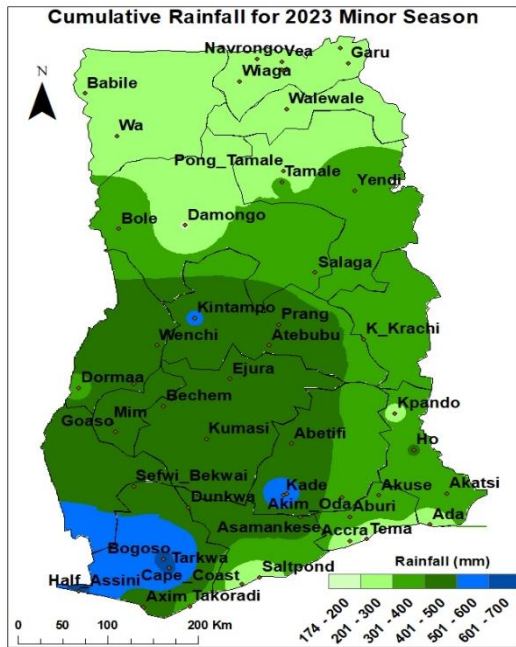 Cumulative Rainfall for 2023 Minor Season
N
Navrongo Vea
Garu
Babile
Wiaga
Walewale
Wa
Pong_Tamale
Tamale
Yendi
Bole
Damongo
Salaga
Kintampo
Prang
Wenchi
Atebubu
K_Krachi
Ejura
Dormaa
Bechem
Kpando
Goaso
Mim
Kumasi
Abetifi
Ho
Sefwi_Bekwai
Kade
Akuse
Akatsi
Dunkwa
Akim_Oda
Aburi
Asamankese
Accra
Tema
Ada
Bogoso
Tarkwa
Rainfall (mm)
Half_Assini
Cape_Coast
Saltpond
Axim
Takoradi
174 - 200
201 - 300
301 - 400
401 - 500
501 - 600
601 - 700
0 50 100 200 Km